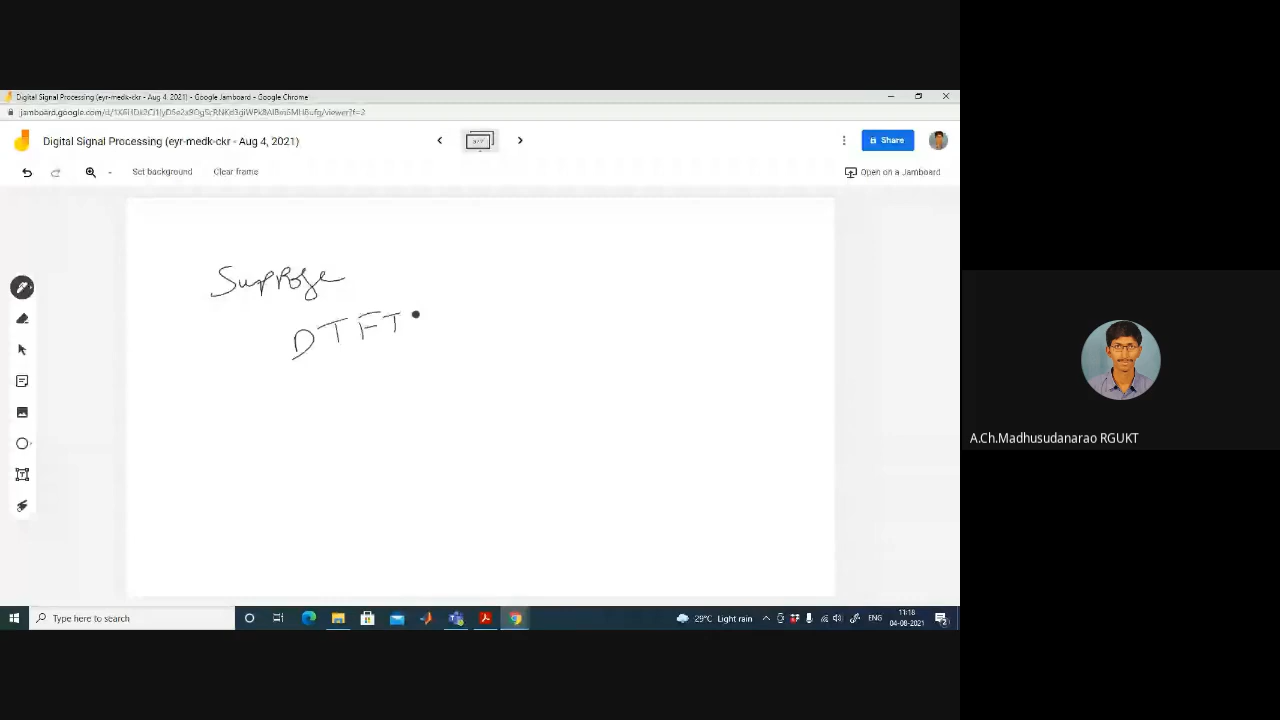 Digital Signal Processing (eyr-medk-ckr - Aug 4, 2021) - Google Jamboard - Google Chrome
Digital Signal Processing (eyr-medk-ckr - Aug 4, 2021)
Share
Set background
Clear frame
Open on a Jamboard
Suppose
DTFT
A.Ch.Madhusudanarao RGUKT
Type here to search
29°C Light rain
ENG
11:18
04-08-2021